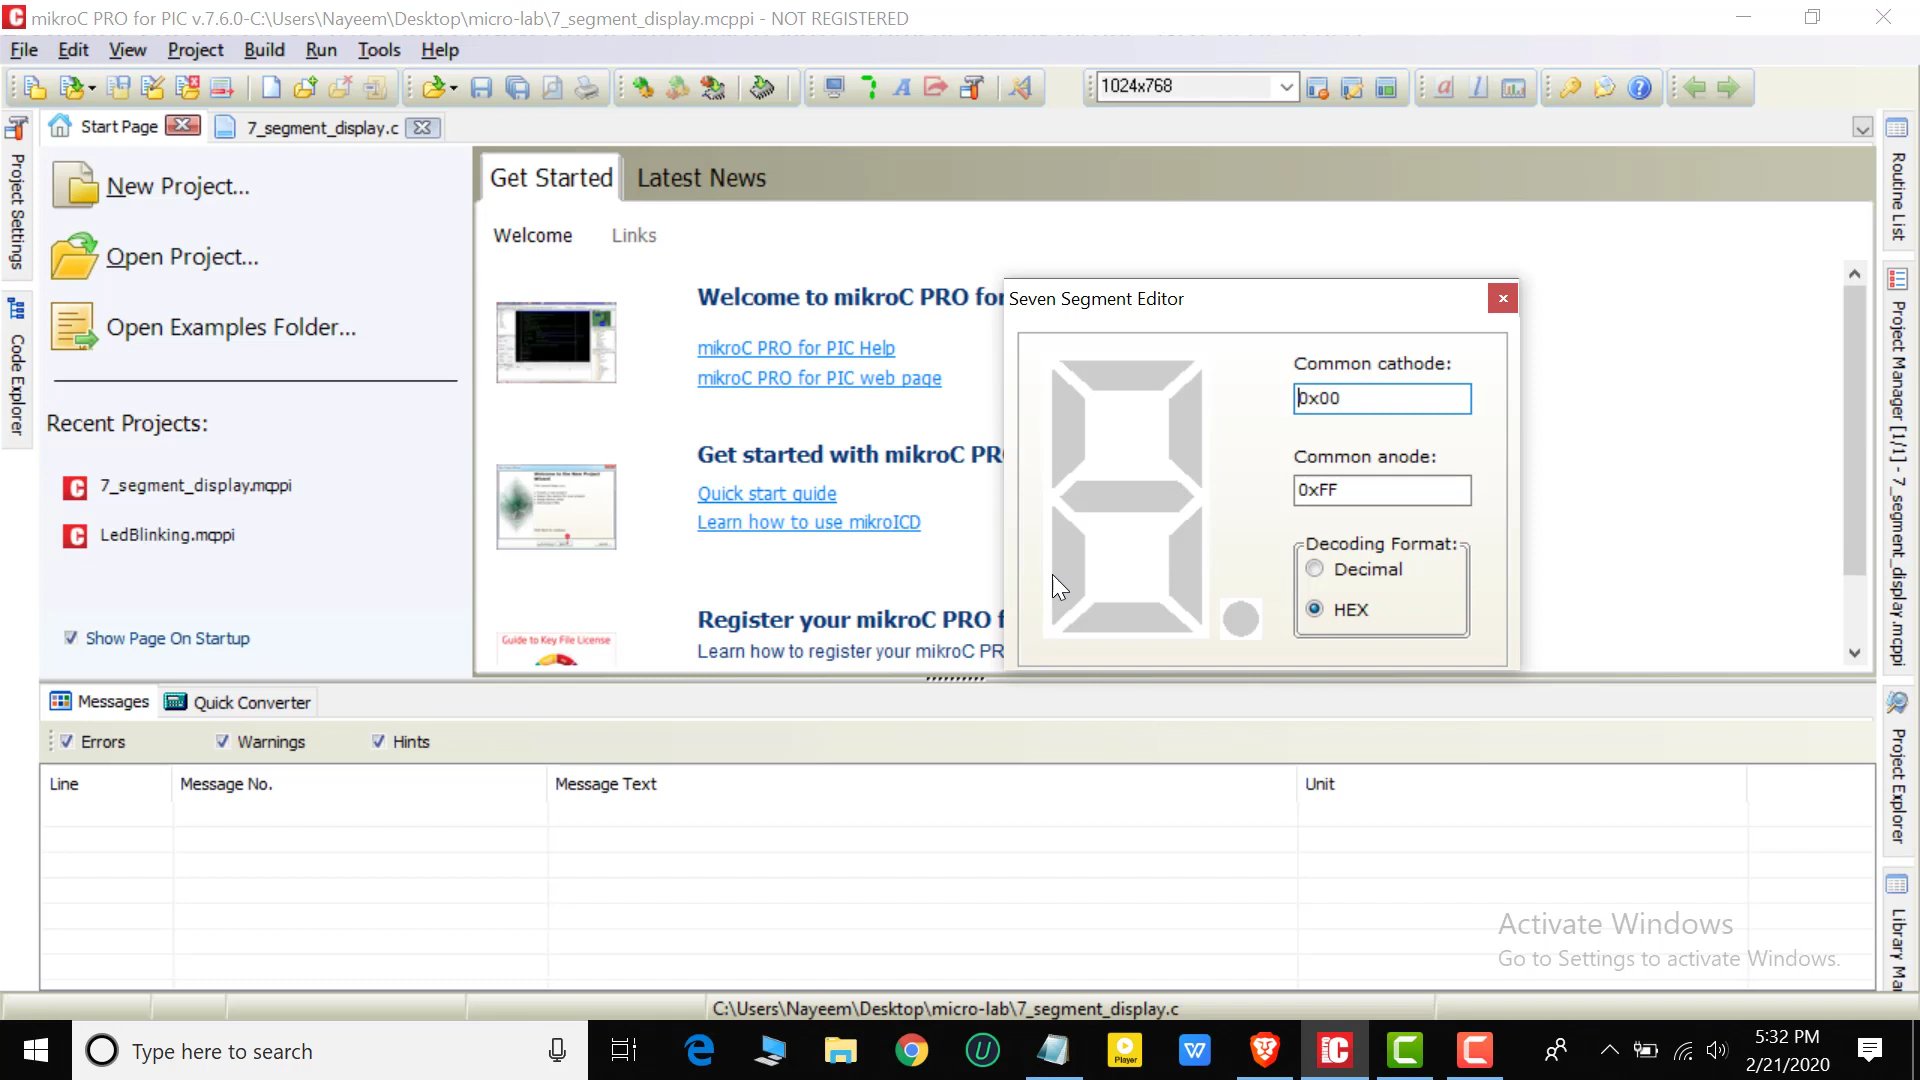 mikroC PRO for PIC v.7.6.0-C:\Users\Nayeem\Desktop\micro-lab\7_segment_display.mcppi - NOT REGISTERED
File Edit View Project Build Run Tools Help
1024x768
Start Page
7_segment_display.c
Project Settings
Code Explorer
New Project...
Open Project...
Open Examples Folder...
Recent Projects:
7_segment_display.mcppi
LedBlinking.mcppi
Show Page On Startup
Get Started
Latest News
Welcome
Links
Welcome to mikroC PRO for
mikroC PRO for PIC Help
mikroC PRO for PIC web page
Get started with mikroC PR
Quick start guide
Learn how to use mikroICD
Guide to Key File License
Register your mikroC PRO f
Learn how to register your mikroC PR
Seven Segment Editor
Common cathode:
0x00
Common anode:
0xFF
Decoding Format:
Decimal
HEX
Routine List
Project Manager [1/1] - 7_segment_display.mcppi
Project Explorer
Library Ma
Messages
Quick Converter
Errors
Warnings
Hints
Line
Message No.
Message Text
Unit
Activate Windows
Go to Settings to activate Windows.
C:\Users\Nayeem\Desktop\micro-lab\7_segment_display.c
Type here to search
Player
5:32 PM
2/21/2020